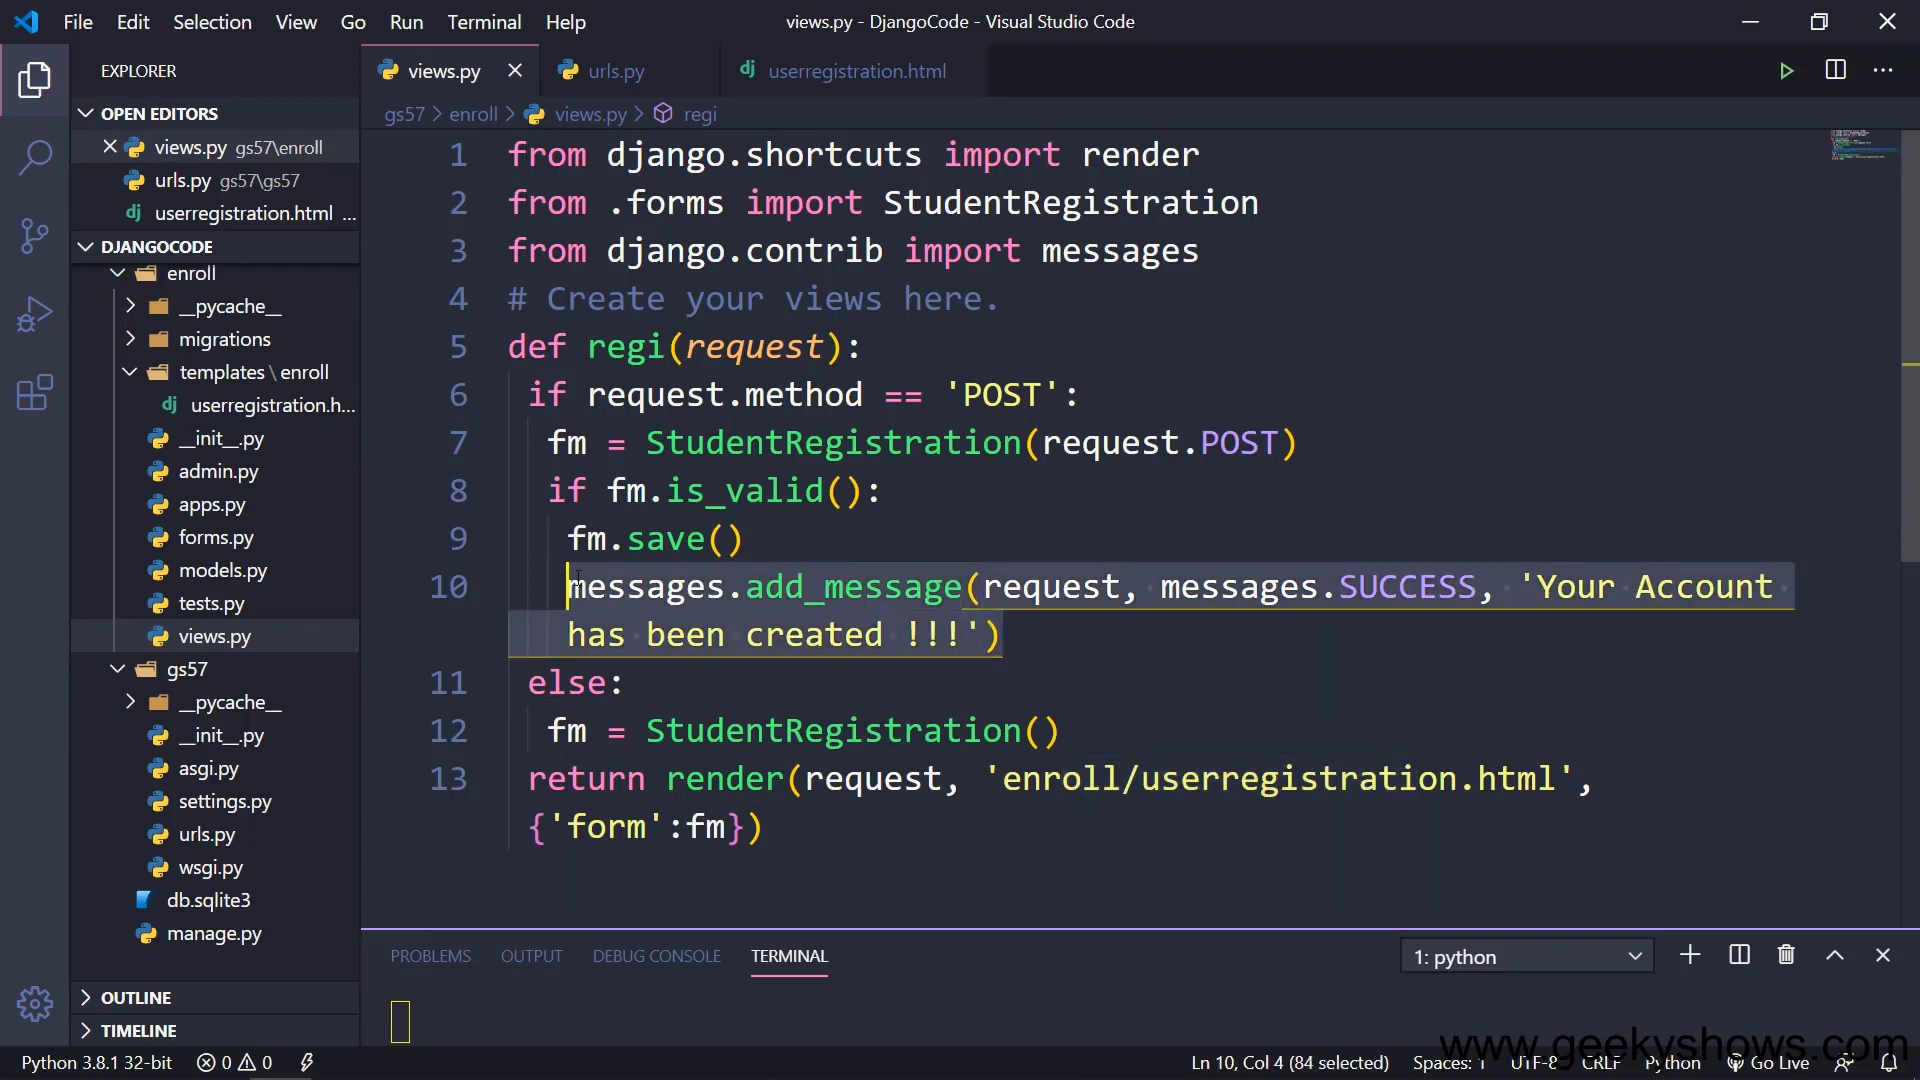 File Edit Selection View Go Run Terminal Help
views.py - DjangoCode - Visual Studio Code
EXPLORER
OPEN EDITORS
views.py gs57\enroll
urls.py gs57\gs57
userregistration.html ...
DJANGOCODE
enroll
__pycache__
migrations
templates \ enroll
userregistration.h...
__init__.py
admin.py
apps.py
forms.py
models.py
tests.py
views.py
gs57
__pycache__
__init__.py
asgi.py
settings.py
urls.py
wsgi.py
db.sqlite3
manage.py
OUTLINE
TIMELINE
views.py
urls.py
userregistration.html
gs57 > enroll > views.py > regi
1 from django.shortcuts import render
2 from .forms import StudentRegistration
3 from django.contrib import messages
4 # Create your views here.
5 def regi(request):
6 if request.method == 'POST':
7 fm = StudentRegistration(request.POST)
8 if fm.is_valid():
9 fm.save()
10 messages.add_message(request, messages.SUCCESS, 'Your Account
has been created !!!')
11 else:
12 fm = StudentRegistration()
13 return render(request, 'enroll/userregistration.html',
{'form':fm})
PROBLEMS OUTPUT DEBUG CONSOLE TERMINAL
1: python
www.geekyshows.com
Python 3.8.1 32-bit 0 0
Ln 10, Col 4 (84 selected) Spaces: 1 UTF-8 CRLF Python Go Live